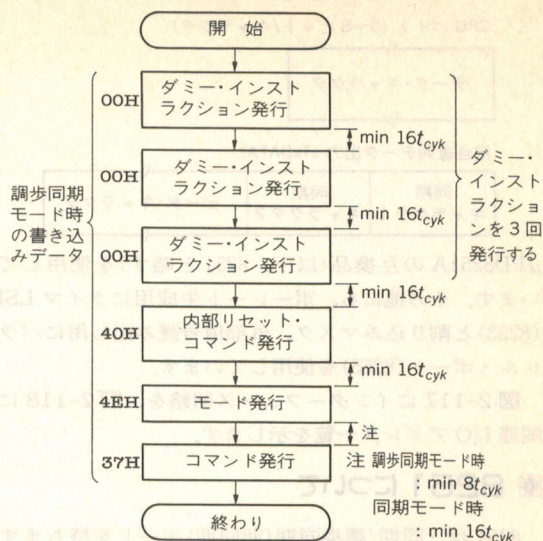 開 始
00H
ダミー・インスト
ラクション発行
min 16tcyk
00H
ダミー・インスト
ラクション発行
min 16tcyk
00H
ダミー・インスト
ラクション発行
min 16tcyk
40H
内部リセット・
コマンド発行
min 16tcyk
4EH
モード発行
注
37H
コマンド発行
終わり
調歩同期
モード時
の書き込
みデータ
ダミー・
インスト
ラクショ
ンを3回
発行する
注 調歩同期モード時
: min 8tcyk
同期モード時
: min 16tcyk